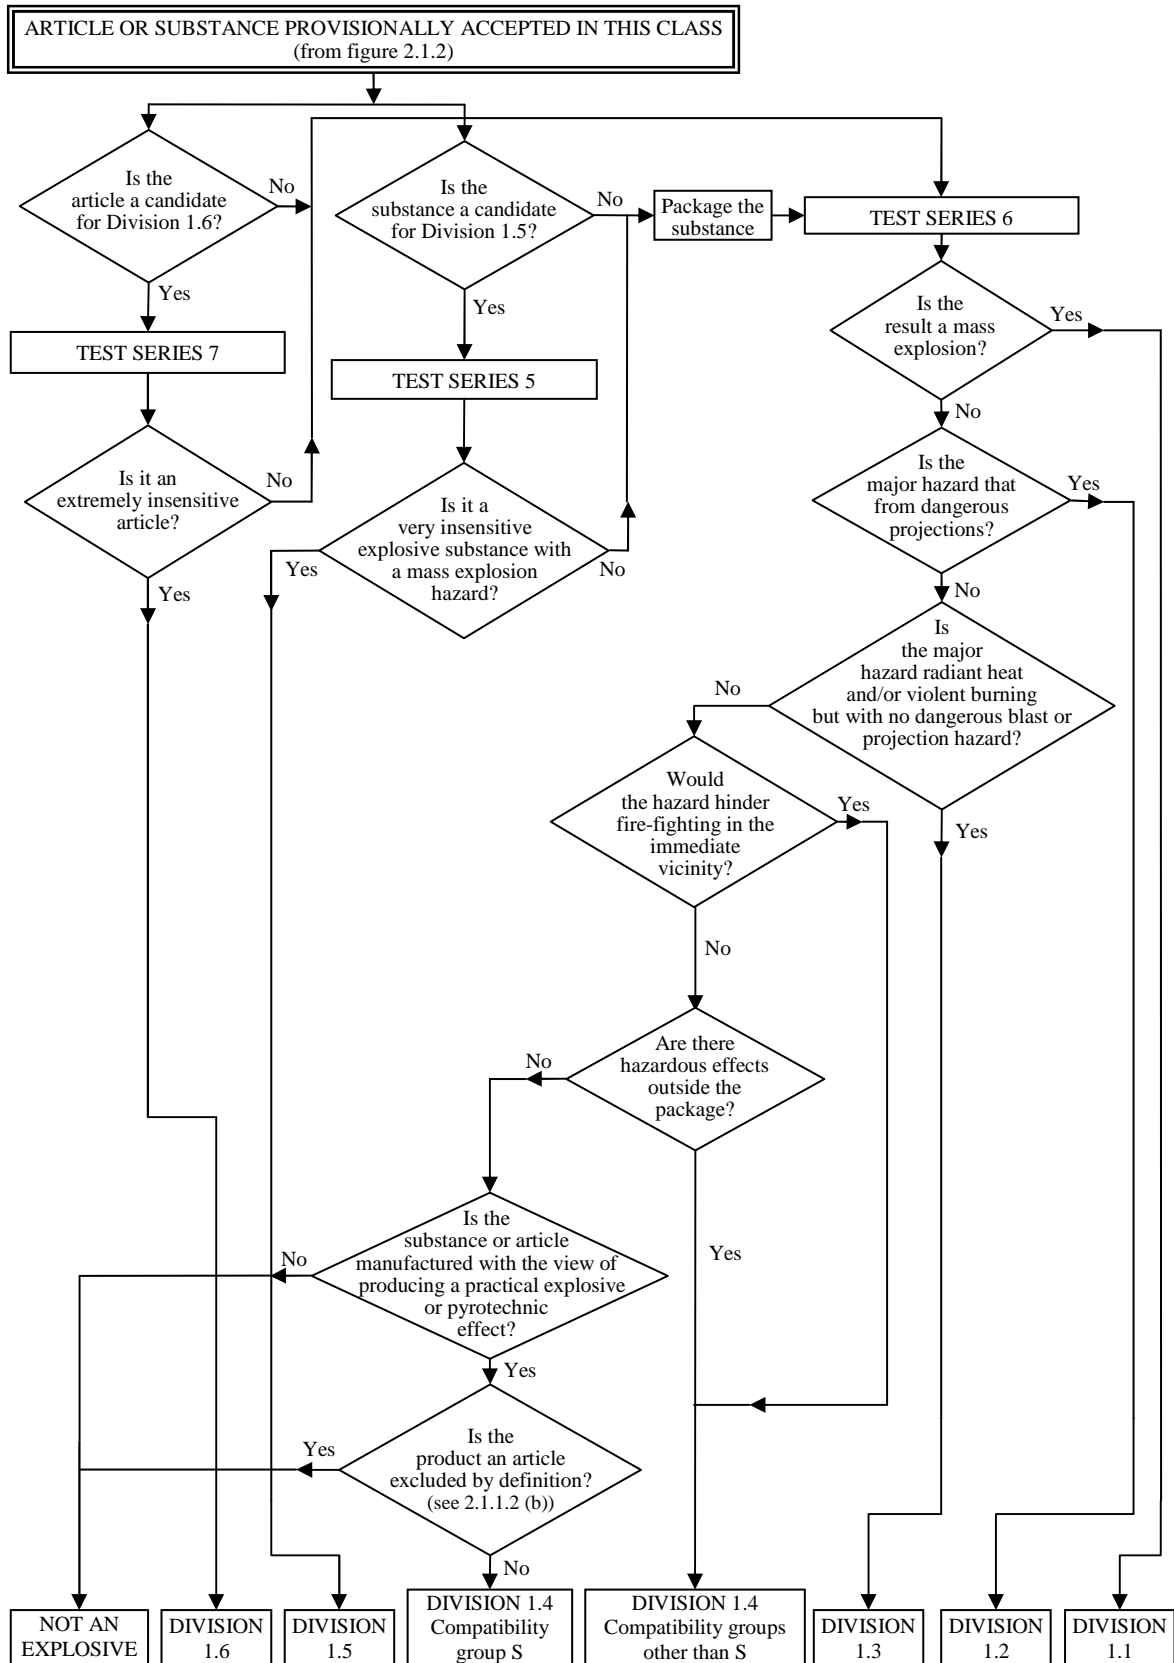 ARTICLE OR SUBSTANCE PROVISIONALLY ACCEPTED IN THIS CLASS
(from figure 2.1.2)
Is the
article a candidate
for Division 1.6?
No
Yes
TEST SERIES 7
Is it an
extremely insensitive
article?
No
Yes
Is the
substance a candidate
for Division 1.5?
No
Yes
Package the
substance
TEST SERIES 5
Is it a
very insensitive
explosive substance with
a mass explosion
hazard?
Yes
No
TEST SERIES 6
Is the
result a mass
explosion?
Yes
No
Is the
major hazard that
from dangerous
projections?
Yes
No
Is
the major
hazard radiant heat
and/or violent burning
but with no dangerous blast or
projection hazard?
No
Yes
Would
the hazard hinder
fire-fighting in the
immediate
vicinity?
Yes
No
Are there
hazardous effects
outside the
package?
No
Yes
Is the
substance or article
manufactured with the view of
producing a practical explosive
or pyrotechnic
effect?
No
Yes
Is the
product an article
excluded by definition?
(see 2.1.1.2 (b))
Yes
No
NOT AN
EXPLOSIVE
DIVISION
1.6
DIVISION
1.5
DIVISION 1.4
Compatibility
group S
DIVISION 1.4
Compatibility groups
other than S
DIVISION
1.3
DIVISION
1.2
DIVISION
1.1